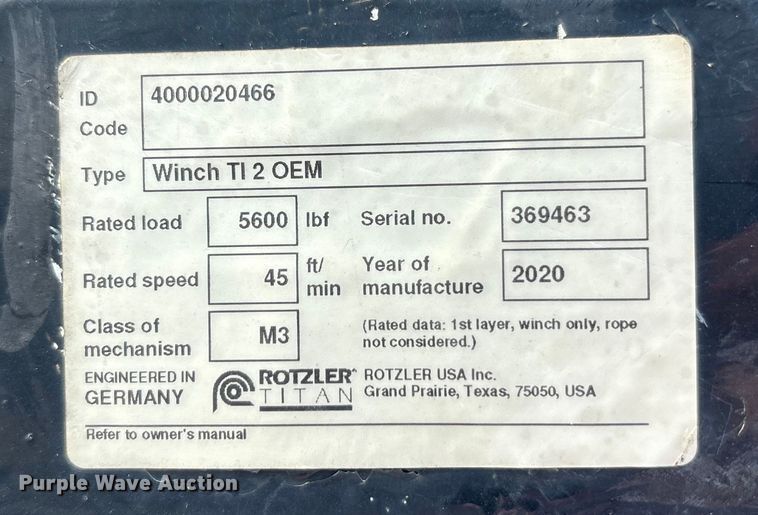 ID Code 4000020466
Type Winch TI 2 OEM
Rated load 5600 lbf Serial no. 369463
Rated speed 45 ft/min Year of manufacture 2020
Class of mechanism M3 (Rated data: 1st layer, winch only, rope not considered.)
ENGINEERED IN GERMANY ROTZLER TITAN ROTZLER USA Inc.
Grand Prairie, Texas, 75050, USA
Refer to owner's manual
Purple Wave Auction